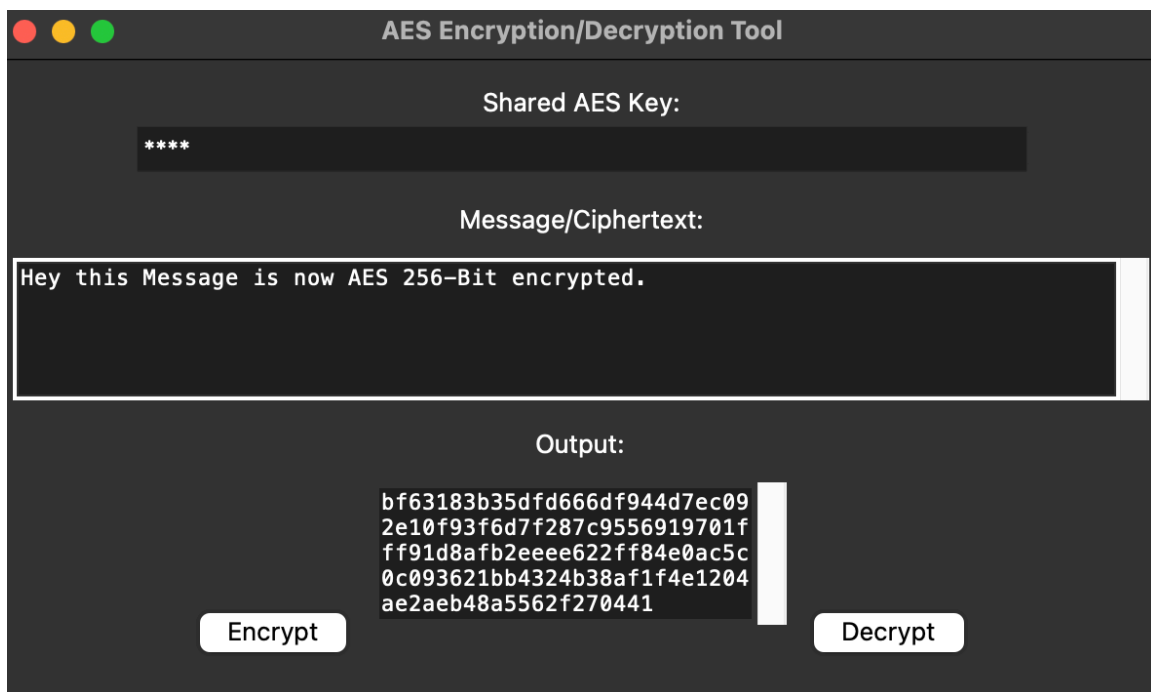 AES Encryption/Decryption Tool
Shared AES Key:
****
Message/Ciphertext:
Hey this Message is now AES 256-Bit encrypted.
Output:
bf63183b35dfd666df944d7ec09
2e10f93f6d7f287c9556919701f
ff91d8afb2eeee622ff84e0ac5c
0c093621bb4324b38af1f4e1204
ae2aeb48a5562f270441
Encrypt
Decrypt